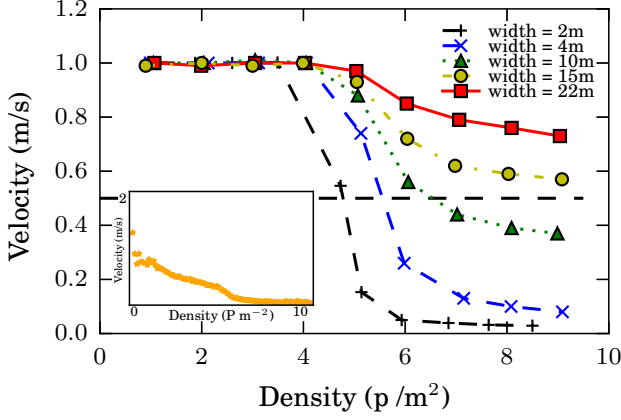 1.2
1.0
0.8
0.6
0.4
0.2
0.0
Velocity (m/s)
width = 2m
width = 4m
width = 10m
width = 15m
width = 22m
2
Velocity (m/s)
0
Density (P m−2)
10
0
2
4
6
8
10
Density (p /m²)